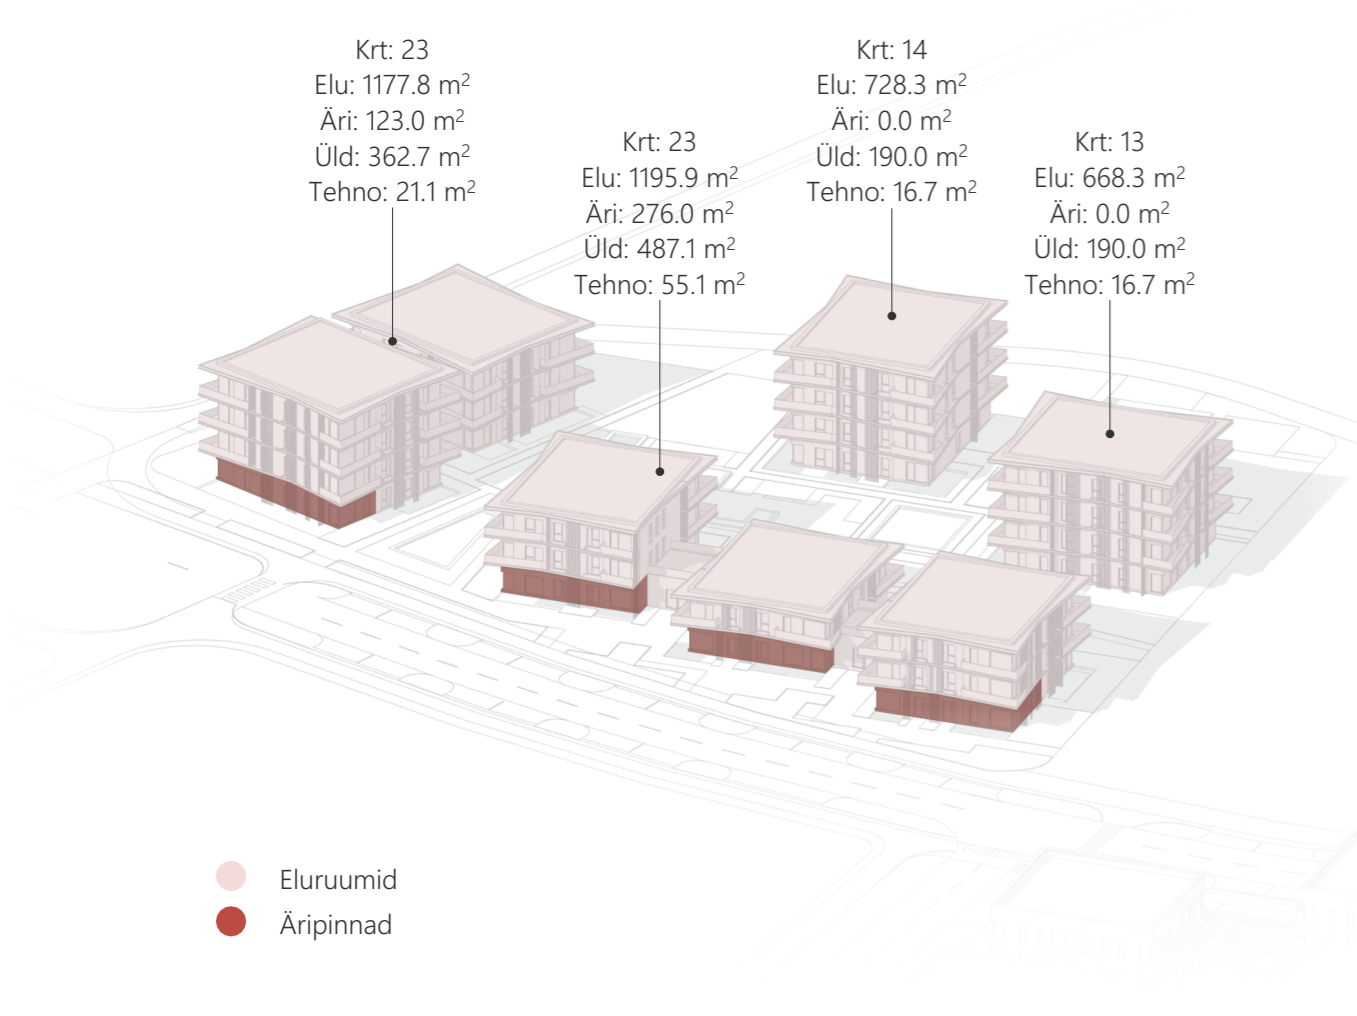 Krt: 23
Elu: 1177.8 m²
Äri: 123.0 m²
Üld: 362.7 m²
Tehno: 21.1 m²
Krt: 23
Elu: 1195.9 m²
Äri: 276.0 m²
Üld: 487.1 m²
Tehno: 55.1 m²
Krt: 14
Elu: 728.3 m²
Äri: 0.0 m²
Üld: 190.0 m²
Tehno: 16.7 m²
Krt: 13
Elu: 668.3 m²
Äri: 0.0 m²
Üld: 190.0 m²
Tehno: 16.7 m²
Eluruumid
Äripinnad